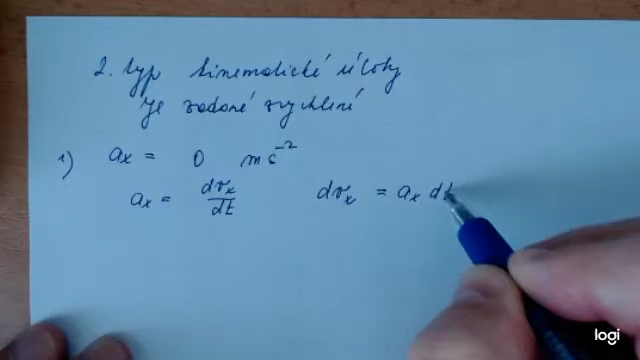 2. typ kinematické úlohy
Je zadané zrychlení
1) ax = 0 m s⁻²
ax = dvx/dt dvx = ax dt
logi